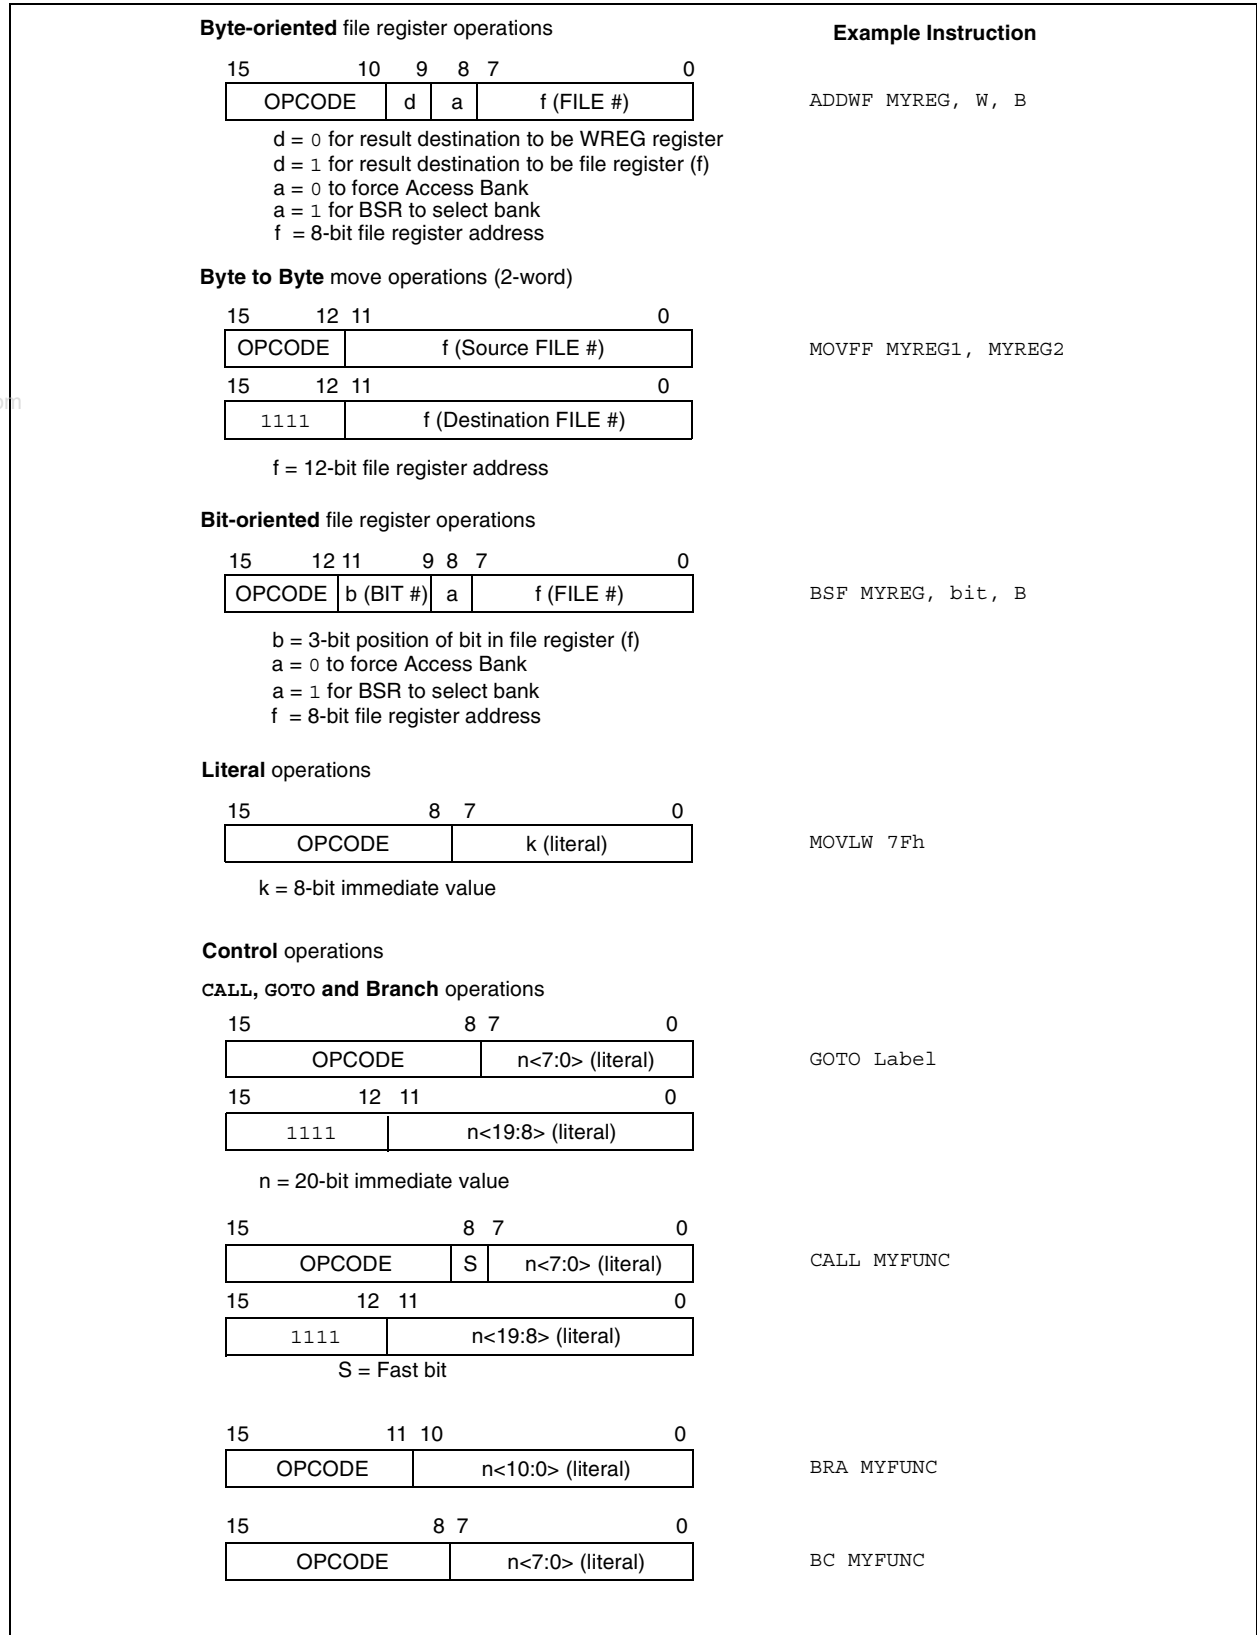 Byte-oriented file register operations
Example Instruction
15 10 9 8 7 0
OPCODE d a f (FILE #)
ADDWF MYREG, W, B
d = 0 for result destination to be WREG register
d = 1 for result destination to be file register (f)
a = 0 to force Access Bank
a = 1 for BSR to select bank
f = 8-bit file register address
Byte to Byte move operations (2-word)
15 12 11 0
OPCODE f (Source FILE #)
MOVFF MYREG1, MYREG2
15 12 11 0
om
1111 f (Destination FILE #)
f = 12-bit file register address
Bit-oriented file register operations
15 12 11 9 8 7 0
OPCODE b (BIT #) a f (FILE #)
BSF MYREG, bit, B
b = 3-bit position of bit in file register (f)
a = 0 to force Access Bank
a = 1 for BSR to select bank
f = 8-bit file register address
Literal operations
15 8 7 0
OPCODE k (literal)
MOVLW 7Fh
k = 8-bit immediate value
Control operations
CALL, GOTO and Branch operations
15 8 7 0
OPCODE n<7:0> (literal)
GOTO Label
15 12 11 0
1111 n<19:8> (literal)
n = 20-bit immediate value
15 8 7 0
OPCODE S n<7:0> (literal)
CALL MYFUNC
15 12 11 0
1111 n<19:8> (literal)
S = Fast bit
15 11 10 0
OPCODE n<10:0> (literal)
BRA MYFUNC
15 8 7 0
OPCODE n<7:0> (literal)
BC MYFUNC